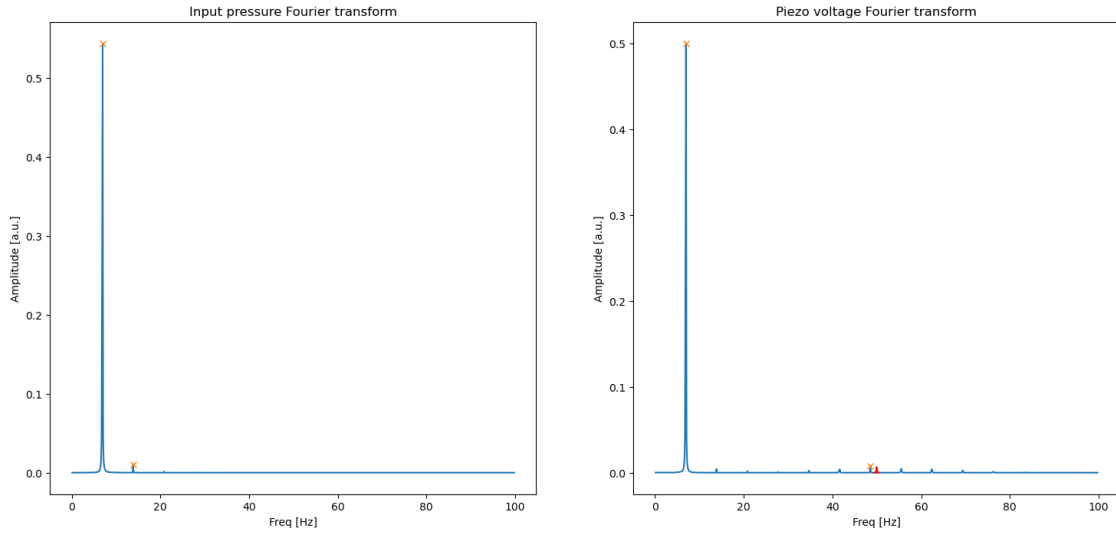 Input pressure Fourier transform
Amplitude [a.u.]
0.5
0.4
0.3
0.2
0.1
0.0
0 20 40 60 80 100
Freq [Hz]
Piezo voltage Fourier transform
Amplitude [a.u.]
0.5
0.4
0.3
0.2
0.1
0.0
0 20 40 60 80 100
Freq [Hz]